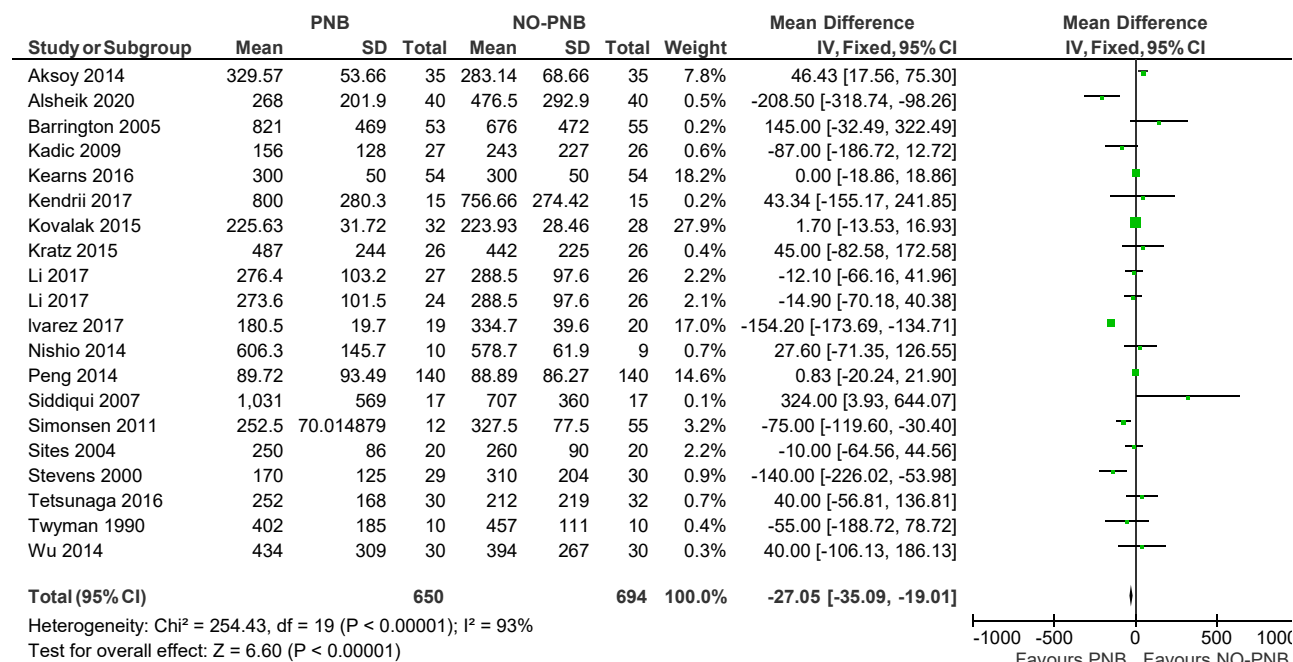 PNB NO-PNB Mean Difference Mean Difference
Study or Subgroup Mean SD Total Mean SD Total Weight IV, Fixed, 95% CI IV, Fixed, 95% CI
Aksoy 2014 329.57 53.66 35 283.14 68.66 35 7.8% 46.43 [17.56, 75.30]
Alsheik 2020 268 201.9 40 476.5 292.9 40 0.5% -208.50 [-318.74, -98.26]
Barrington 2005 821 469 53 676 472 55 0.2% 145.00 [-32.49, 322.49]
Kadic 2009 156 128 27 243 227 26 0.6% -87.00 [-186.72, 12.72]
Kearns 2016 300 50 54 300 50 54 18.2% 0.00 [-18.86, 18.86]
Kendrii 2017 800 280.3 15 756.66 274.42 15 0.2% 43.34 [-155.17, 241.85]
Kovalak 2015 225.63 31.72 32 223.93 28.46 28 27.9% 1.70 [-13.53, 16.93]
Kratz 2015 487 244 26 442 225 26 0.4% 45.00 [-82.58, 172.58]
Li 2017 276.4 103.2 27 288.5 97.6 26 2.2% -12.10 [-66.16, 41.96]
Li 2017 273.6 101.5 24 288.5 97.6 26 2.1% -14.90 [-70.18, 40.38]
lvarez 2017 180.5 19.7 19 334.7 39.6 20 17.0% -154.20 [-173.69, -134.71]
Nishio 2014 606.3 145.7 10 578.7 61.9 9 0.7% 27.60 [-71.35, 126.55]
Peng 2014 89.72 93.49 140 88.89 86.27 140 14.6% 0.83 [-20.24, 21.90]
Siddiqui 2007 1,031 569 17 707 360 17 0.1% 324.00 [3.93, 644.07]
Simonsen 2011 252.5 70.014879 12 327.5 77.5 55 3.2% -75.00 [-119.60, -30.40]
Sites 2004 250 86 20 260 90 20 2.2% -10.00 [-64.56, 44.56]
Stevens 2000 170 125 29 310 204 30 0.9% -140.00 [-226.02, -53.98]
Tetsunaga 2016 252 168 30 212 219 32 0.7% 40.00 [-56.81, 136.81]
Twyman 1990 402 185 10 457 111 10 0.4% -55.00 [-188.72, 78.72]
Wu 2014 434 309 30 394 267 30 0.3% 40.00 [-106.13, 186.13]
Total (95% CI) 650 694 100.0% -27.05 [-35.09, -19.01]
Heterogeneity: Chi² = 254.43, df = 19 (P < 0.00001); I² = 93%
Test for overall effect: Z = 6.60 (P < 0.00001)
-1000 -500 0 500 1000
Favours PNB Favours NO-PNB